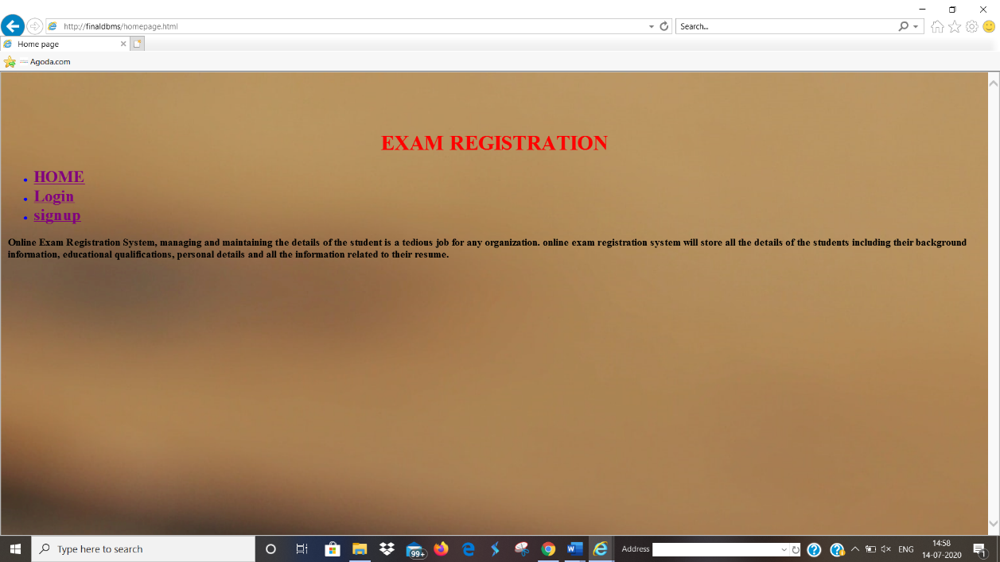 http://finaldbms/homepage.html
Search...
Home page
Agoda.com
EXAM REGISTRATION
HOME
Login
signup
Online Exam Registration System, managing and maintaining the details of the student is a tedious job for any organization. online exam registration system will store all the details of the students including their background
information, educational qualifications, personal details and all the information related to their resume.
Type here to search
99+
Address
ENG
14:58
14-07-2020
1